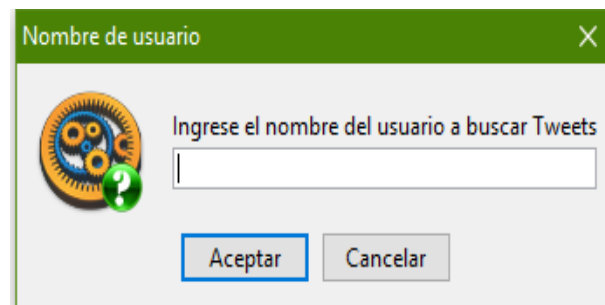 Nombre de usuario
Ingrese el nombre del usuario a buscar Tweets
Aceptar
Cancelar